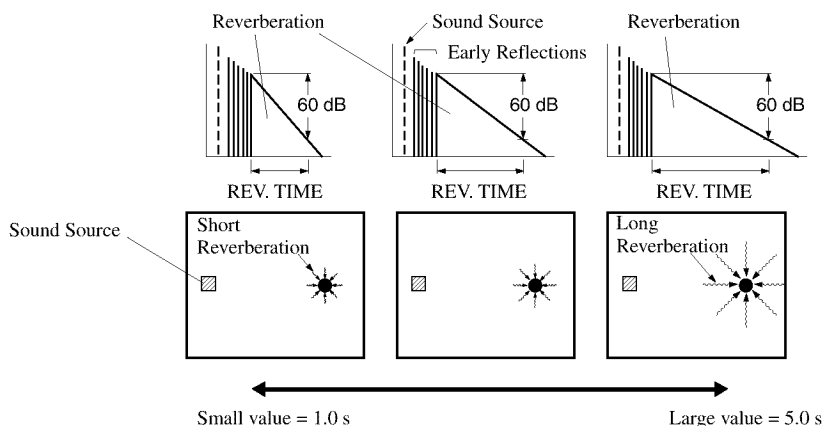 Reverberation
Sound Source
Reverberation
Early Reflections
60 dB
60 dB
60 dB
REV. TIME
REV. TIME
REV. TIME
Sound Source
Short
Reverberation
Long
Reverberation
Small value = 1.0 s
Large value = 5.0 s